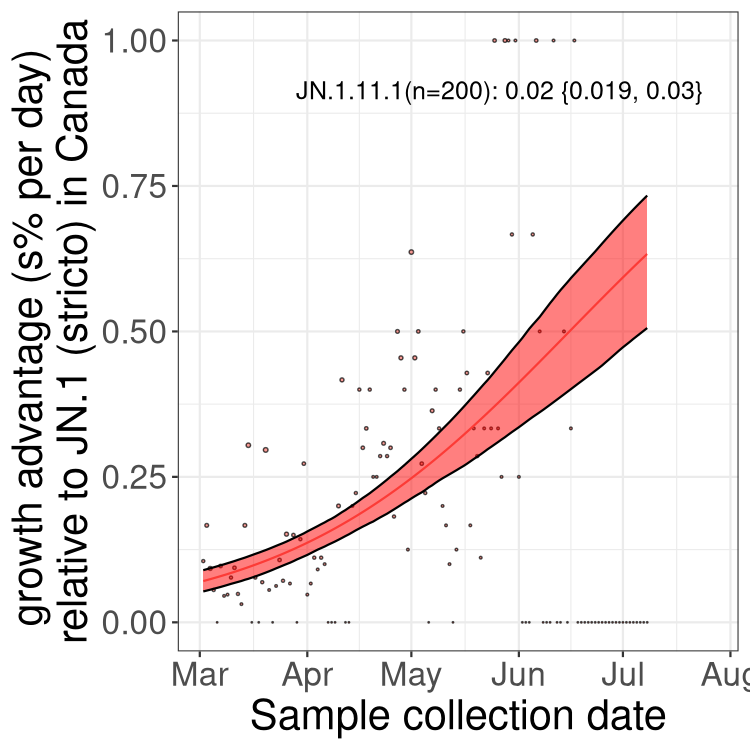 growth advantage (s% per day)
relative to JN.1 (stricto) in Canada
1.00
0.75
0.50
0.25
0.00
JN.1.11.1(n=200): 0.02 {0.019, 0.03}
Mar Apr May Jun Jul Aug
Sample collection date